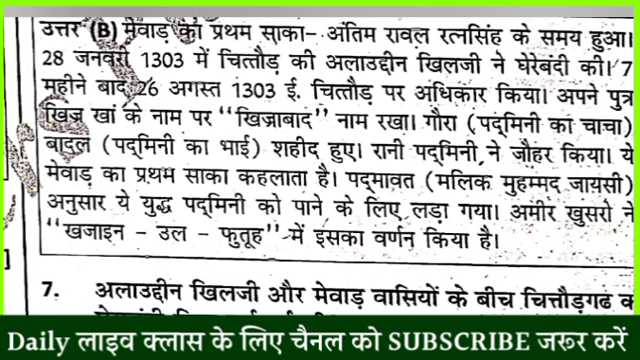 उत्तर (B) मेवाड़ का प्रथम साका- अंतिम रावल रत्नसिंह के समय हुआ।
28 जनवरी 1303 में चित्तौड़ की अलाउद्दीन खिलजी ने घेरेबंदी की। 7
महीने बाद 26 अगस्त 1303 ई. चित्तौड़ पर अधिकार किया। अपने पुत्र
खिज्र खां के नाम पर "खिज्राबाद" नाम रखा। गौरा (पद्मिनी का चाचा)
बादल (पद्मिनी का भाई) शहीद हुए। रानी पद्मिनी ने जौहर किया। ये
मेवाड़ का प्रथम साका कहलाता है। पद्मावत (मलिक मुहम्मद जायसी)
अनुसार ये युद्ध पद्मिनी को पाने के लिए लड़ा गया। अमीर खुसरो ने
"खजाइन - उल - फुतूह" में इसका वर्णन किया है।
7. अलाउद्दीन खिलजी और मेवाड़ वासियों के बीच चित्तौड़गढ
Daily लाइव क्लास के लिए चैनल को SUBSCRIBE जरूर करें